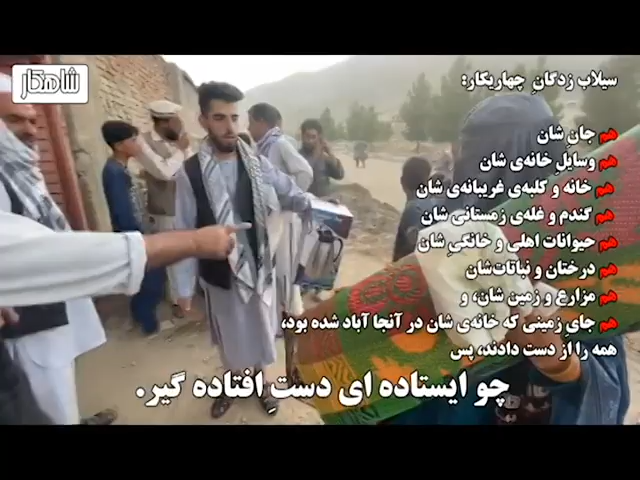 شاهکار
سیلاب زدگانِ چهاریکار:
هم جانِ شان
هم وسایلِ خانه‌ی شان
هم خانه و کلبه‌ی غریبانه‌ی شان
هم گندم و غله‌ی زمستانی شان
هم حیوانات اهلی و خانگیِ شان
هم درختان و نباتات‌شان
هم مزارع و زمین شان، و
هم جای زمینی که خانه‌ی شان در آنجا آباد شده بود،
همه را از دست دادند، پس
چو ایستاده ای دستِ افتاده گیر.